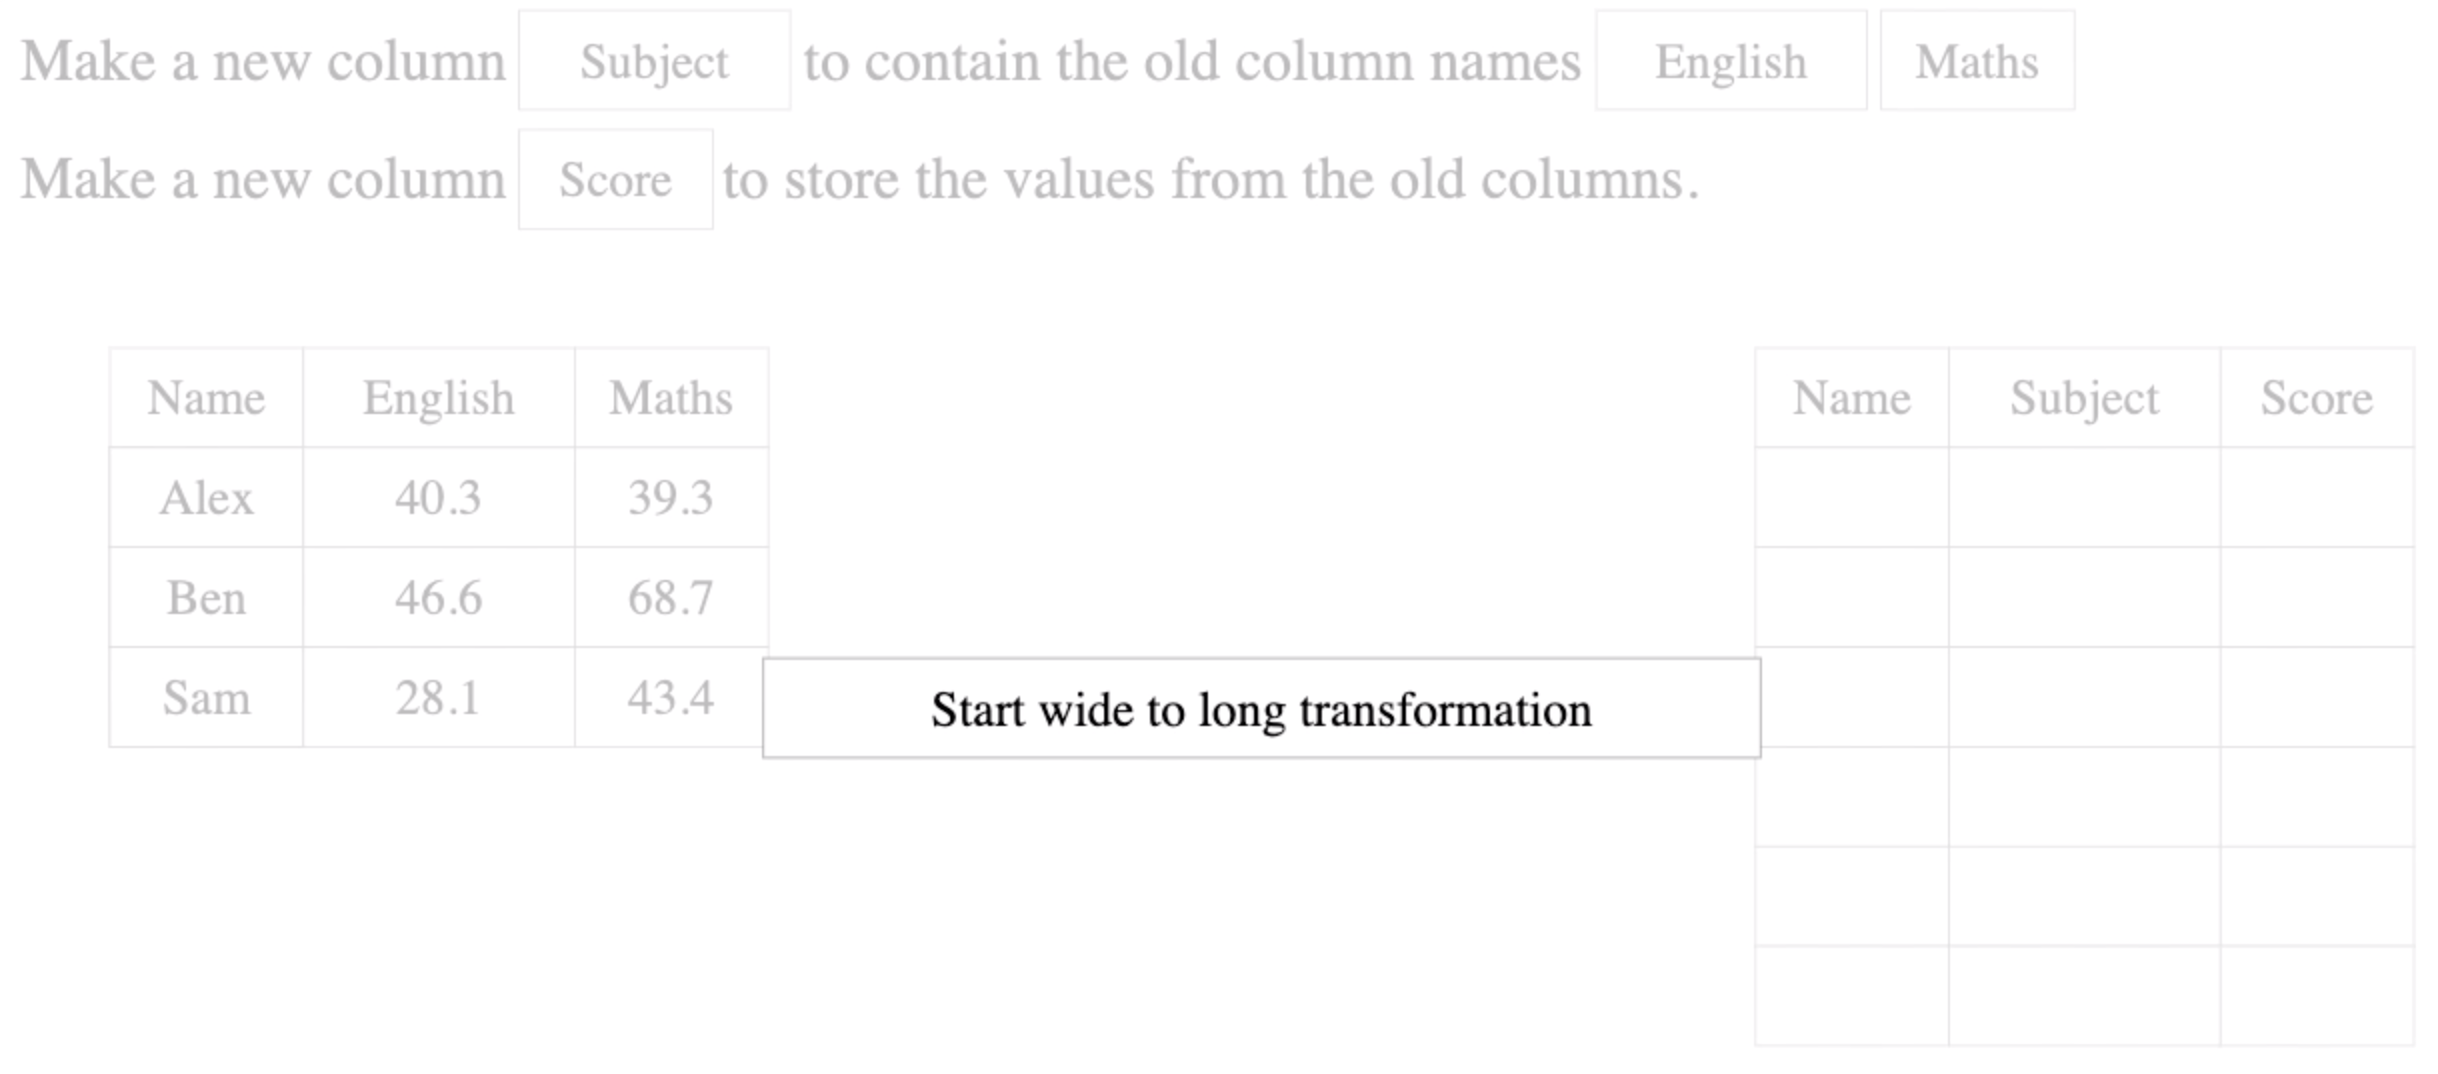 Make a new column Subject to contain the old column names English Maths
Make a new column Score to store the values from the old columns.
Name English Maths
Alex 40.3 39.3
Ben 46.6 68.7
Sam 28.1 43.4
Start wide to long transformation
Name Subject Score